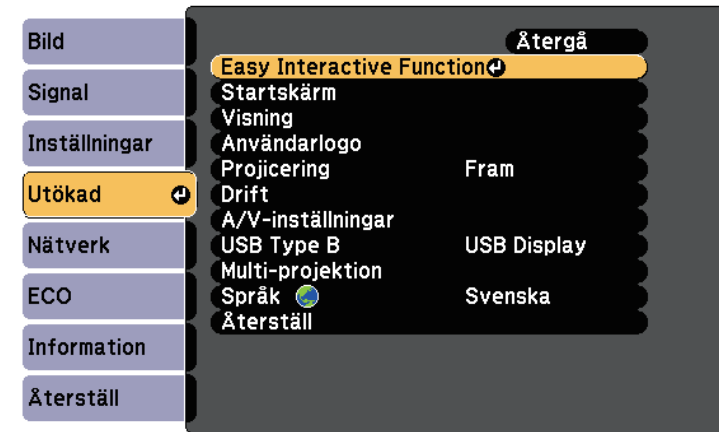 Bild
Signal
Inställningar
Utökad
Nätverk
ECO
Information
Återställ
Återgå
Easy Interactive Function
Startskärm
Visning
Användarlogo
Projicering Fram
Drift
A/V-inställningar
USB Type B USB Display
Multi-projektion
Språk Svenska
Återställ